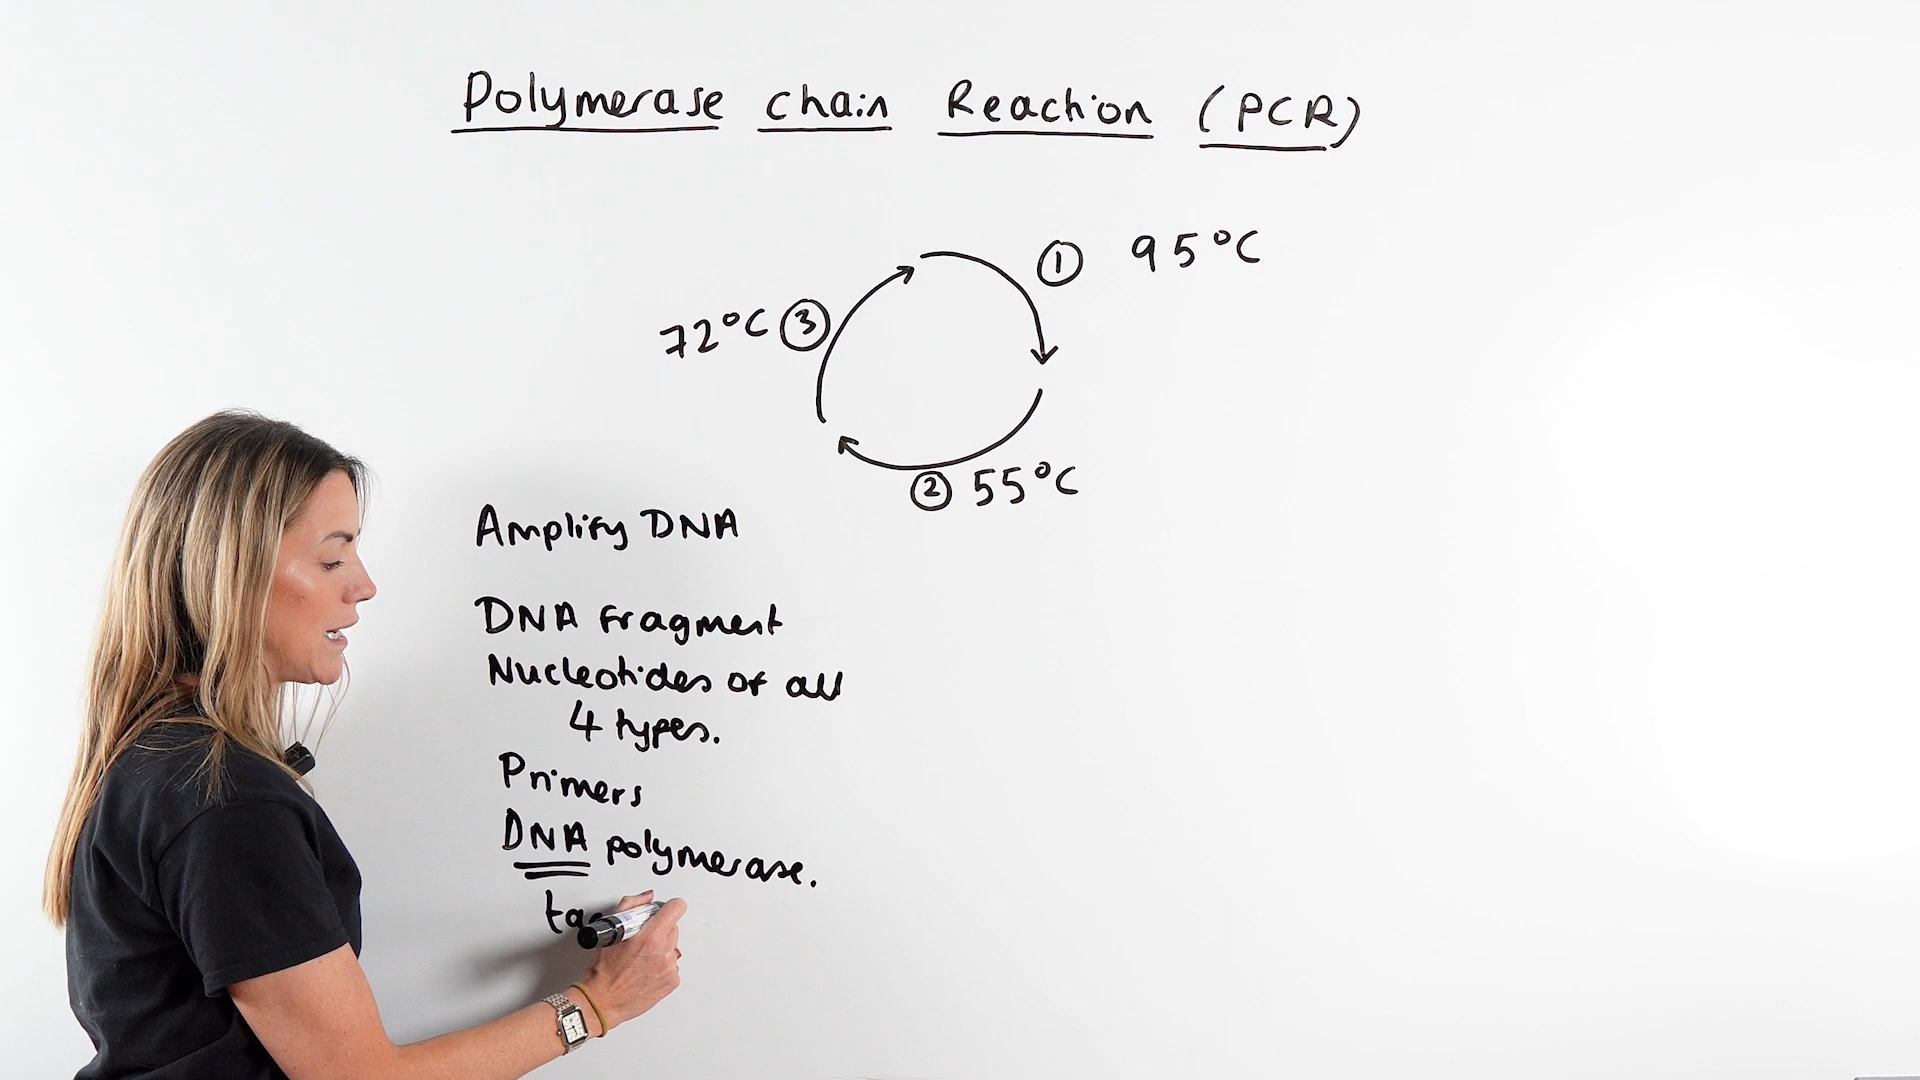 Polymerase chain Reaction (PCR)
① 95°C
72°C ③
② 55°C
Amplify DNA
DNA fragment
Nucleotides of all
4 types.
Primers
DNA polymerase.